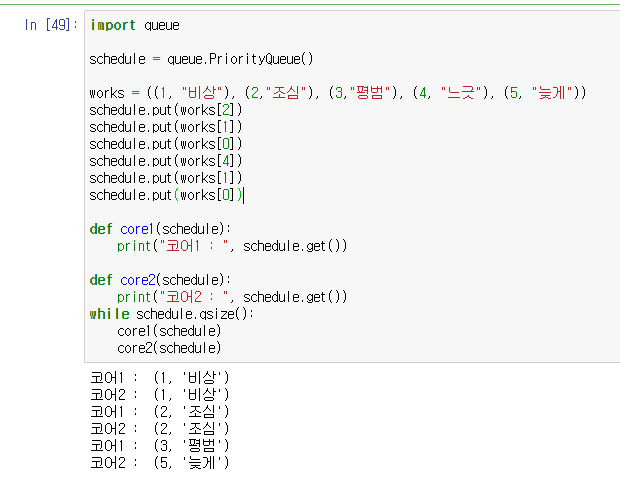 In [49]: import queue
schedule = queue.PriorityQueue()
works = ((1, "비상"), (2,"조심"), (3,"평범"), (4, "느긋"), (5, "늦게"))
schedule.put(works[2])
schedule.put(works[1])
schedule.put(works[0])
schedule.put(works[4])
schedule.put(works[1])
schedule.put(works[0])
def core1(schedule):
print("코어1 : ", schedule.get())
def core2(schedule):
print("코어2 : ", schedule.get())
while schedule.qsize():
core1(schedule)
core2(schedule)
코어1 :  (1, '비상')
코어2 :  (1, '비상')
코어1 :  (2, '조심')
코어2 :  (2, '조심')
코어1 :  (3, '평범')
코어2 :  (5, '늦게')